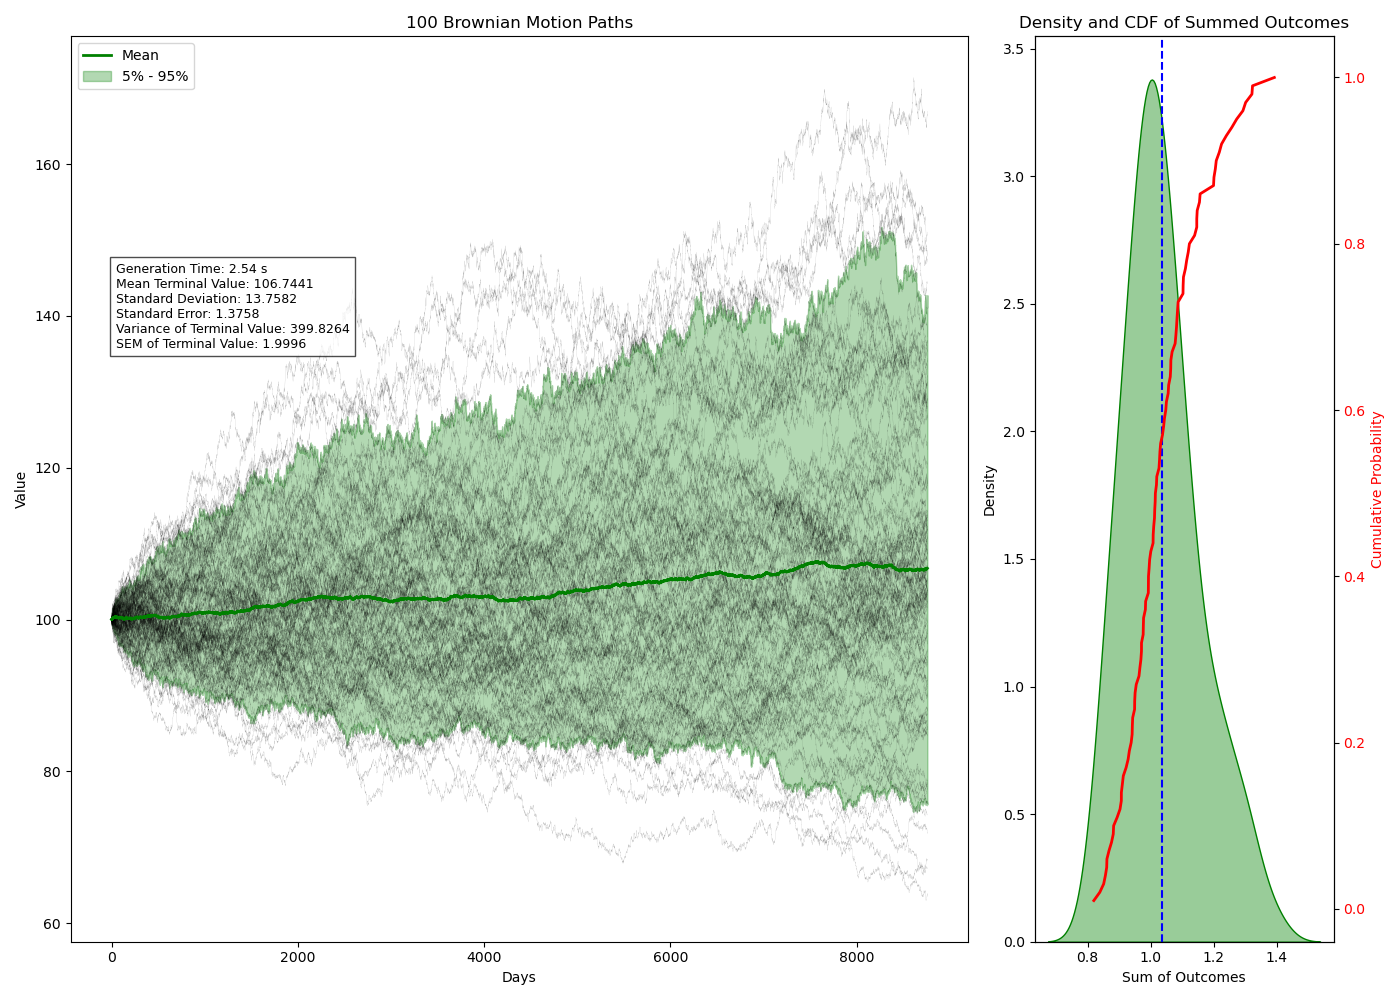 100 Brownian Motion Paths
Mean
5% - 95%
Generation Time: 2.54 s
Mean Terminal Value: 106.7441
Standard Deviation: 13.7582
Standard Error: 1.3758
Variance of Terminal Value: 399.8264
SEM of Terminal Value: 1.9996
160
140
120
100
80
60
Value
0 2000 4000 6000 8000
Days
Density and CDF of Summed Outcomes
3.5
3.0
2.5
2.0
1.5
1.0
0.5
0.0
Density
1.0
0.8
0.6
0.4
0.2
0.0
Cumulative Probability
0.8 1.0 1.2 1.4
Sum of Outcomes